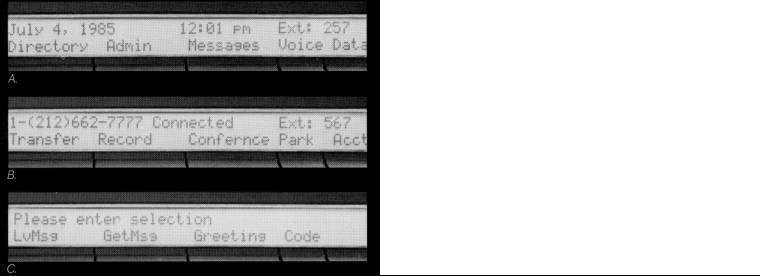 July 4, 1985 12:01 pm Ext: 257
Directory Admin Messages Voice Data
A.
1-(212)662-7777 Connected Ext: 567
Transfer Record Confernce Park Acct
B.
Please enter selection
LvMsg GetMsg Greeting Code
C.